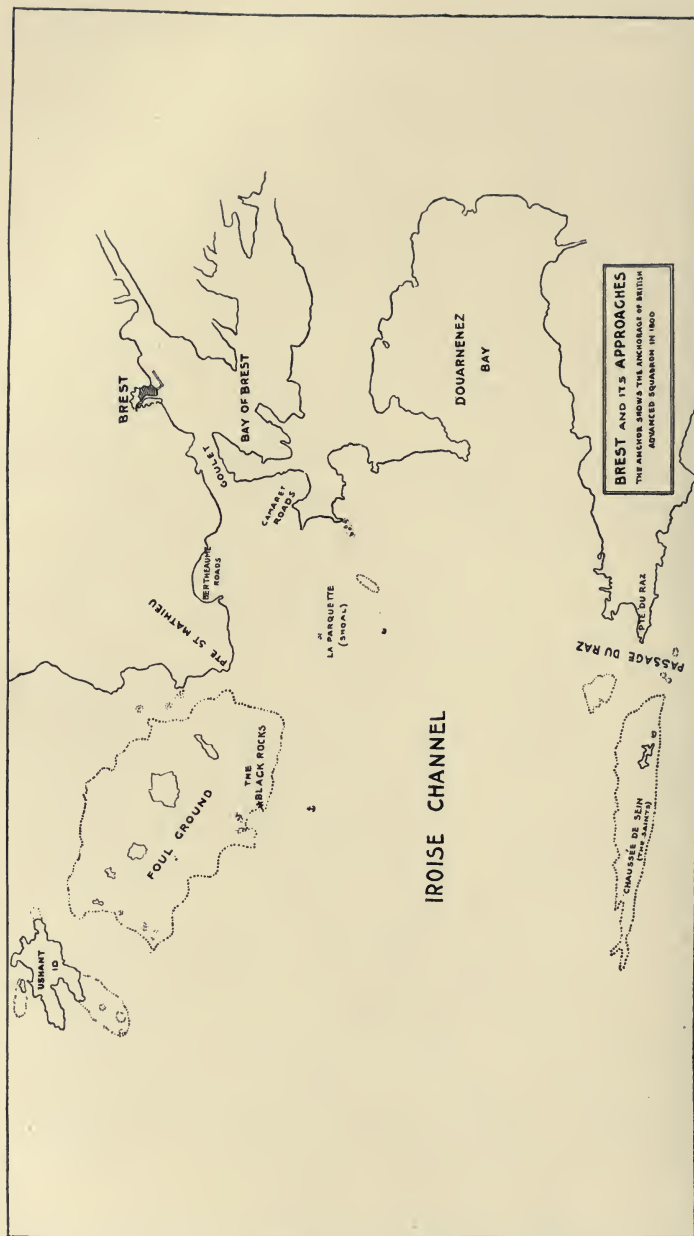 BREST
GOULET
BAY OF BREST
CAMARET
ROADS
BERTHEAUME
ROADS
PTE ST MATHIEU
DOUARNENEZ
BAY
LA PARQUETTE
(SHOAL)
USHANT
ID
FOUL GROUND
THE
BLACK ROCKS
IROISE CHANNEL
PASSAGE DU RAZ
PTE DU RAZ
CHAUSSÉE DE SEIN
(THE SAINTS)
BREST AND ITS APPROACHES
THE ANCHOR SHOWS THE ANCHORAGE OF BRITISH
ADVANCED SQUADRON IN 1800